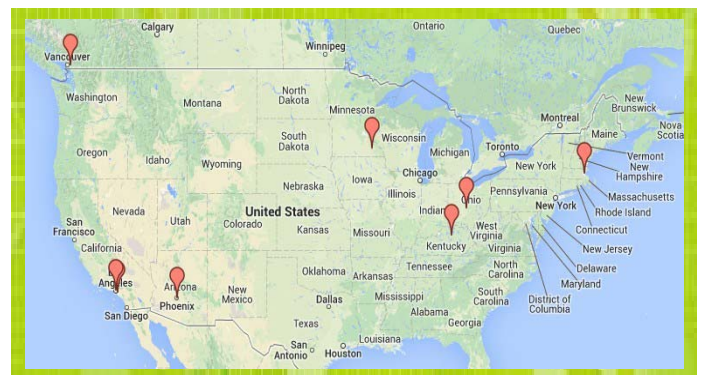 Calgary
Ontario
Quebec
Winnipeg
Vancouver
Washington
Montana
North
Dakota
Minnesota
Montreal
New
Brunswick
Nova
Scotia
Maine
Oregon
Idaho
Wyoming
South
Dakota
Wisconsin
Michigan
Toronto
Vermont
New
Hampshire
New York
Massachusetts
Rhode Island
Connecticut
Nebraska
Iowa
Chicago
Illinois
Ohio
Pennsylvania
New York
Nevada
Utah
Colorado
United States
Kansas
Missouri
Kentucky
West
Virginia
Virginia
New Jersey
Delaware
Maryland
District of
Columbia
San
Francisco
California
Angeles
San Diego
Phoenix
New
Mexico
Oklahoma
Arkansas
Tennessee
North
Carolina
South
Carolina
Mississippi
Alabama
Georgia
Dallas
Texas
Louisiana
San
Antonio
Houston